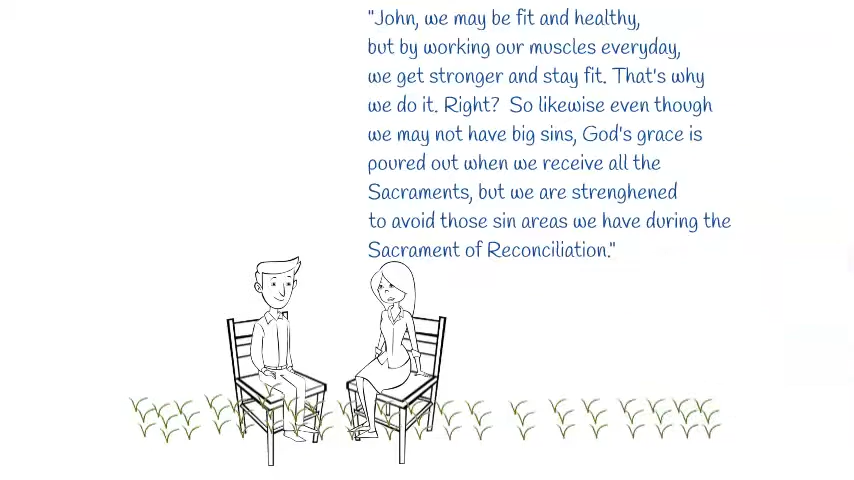 "John, we may be fit and healthy,
but by working our muscles everyday,
we get stronger and stay fit. That's why
we do it. Right?  So likewise even though
we may not have big sins, God's grace is
poured out when we receive all the
Sacraments, but we are strenghened
to avoid those sin areas we have during the
Sacrament of Reconciliation."